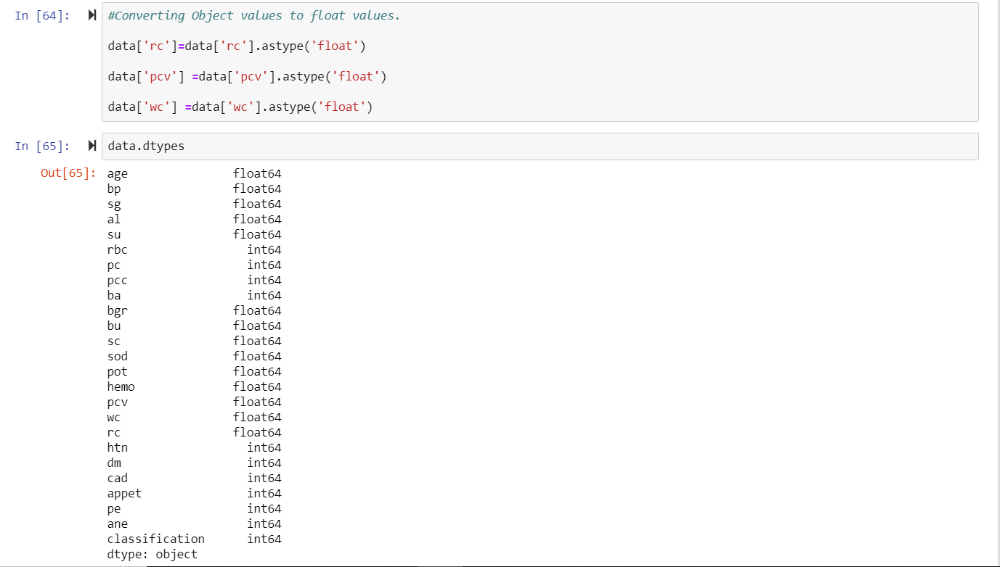 In [64]: #Converting Object values to float values.
data['rc']=data['rc'].astype('float')
data['pcv'] =data['pcv'].astype('float')
data['wc'] =data['wc'].astype('float')
In [65]: data.dtypes
Out[65]: age float64
bp float64
sg float64
al float64
su float64
rbc int64
pc int64
pcc int64
ba int64
bgr float64
bu float64
sc float64
sod float64
pot float64
hemo float64
pcv float64
wc float64
rc float64
htn int64
dm int64
cad int64
appet int64
pe int64
ane int64
classification int64
dtype: object